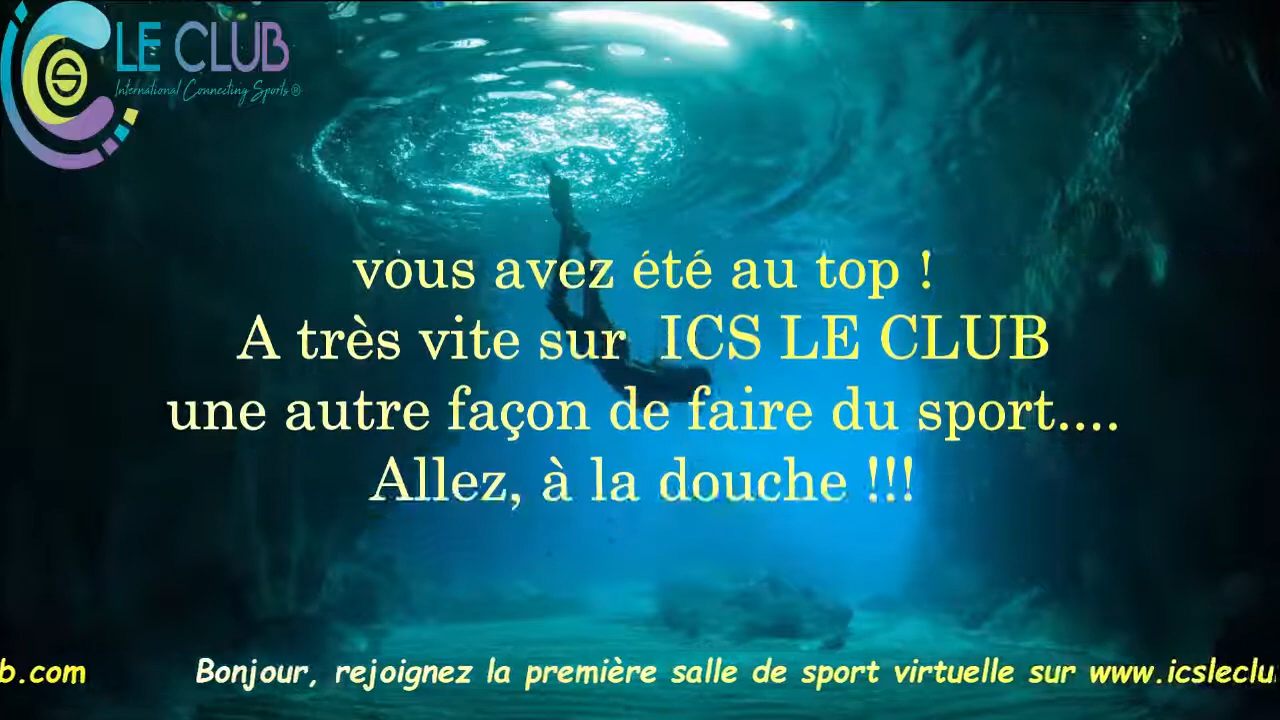 LE CLUB
International Connecting Sports ®
vous avez été au top !
A très vite sur ICS LE CLUB
une autre façon de faire du sport....
Allez, à la douche !!!
b.com Bonjour, rejoignez la première salle de sport virtuelle sur www.icsleclu